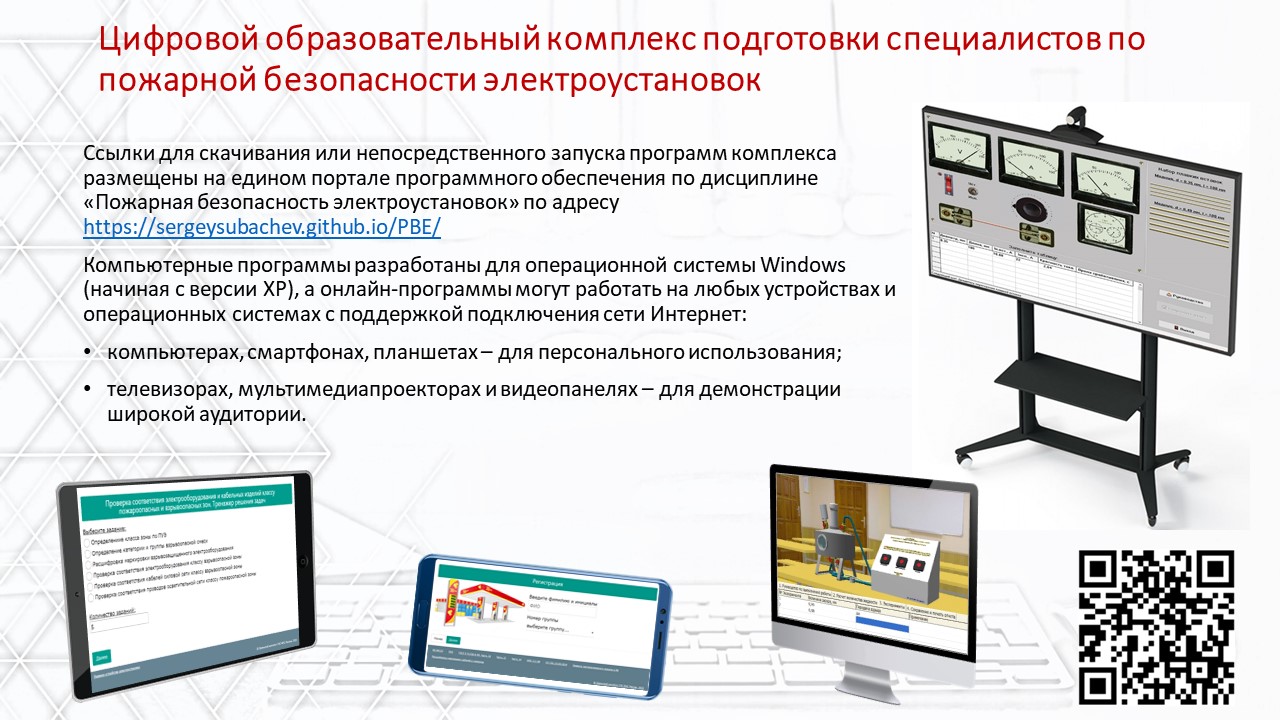 Цифровой образовательный комплекс подготовки специалистов по
пожарной безопасности электроустановок
Ссылки для скачивания или непосредственного запуска программ комплекса
размещены на едином портале программного обеспечения по дисциплине
«Пожарная безопасность электроустановок» по адресу
https://sergeysubachev.github.io/PBE/
Компьютерные программы разработаны для операционной системы Windows
(начиная с версии XP), а онлайн-программы могут работать на любых устройствах и
операционных системах с поддержкой подключения сети Интернет:
• компьютерах, смартфонах, планшетах – для персонального использования;
• телевизорах, мультимедиапроекторах и видеопанелях – для демонстрации
широкой аудитории.
Проверка соответствия электрооборудования и кабельных изделий классу
пожароопасных и взрывоопасных зон. Тренажер решения задач
Выберите задание:
Определение класса зоны по ПУЭ
Определение категории и группы взрывоопасной смеси
Расшифровка маркировки взрывозащищенного электрооборудования
Проверка соответствия электрооборудования классу взрывоопасной зоны
Проверка соответствия кабелей силовой сети классу взрывоопасной зоны
Проверка соответствия проводов осветительной сети классу пожароопасной зоны
Количество заданий:
5
Далее
Регистрация
Введите фамилию и инициалы
Номер группы
выберите группу...
Далее
V
A
A